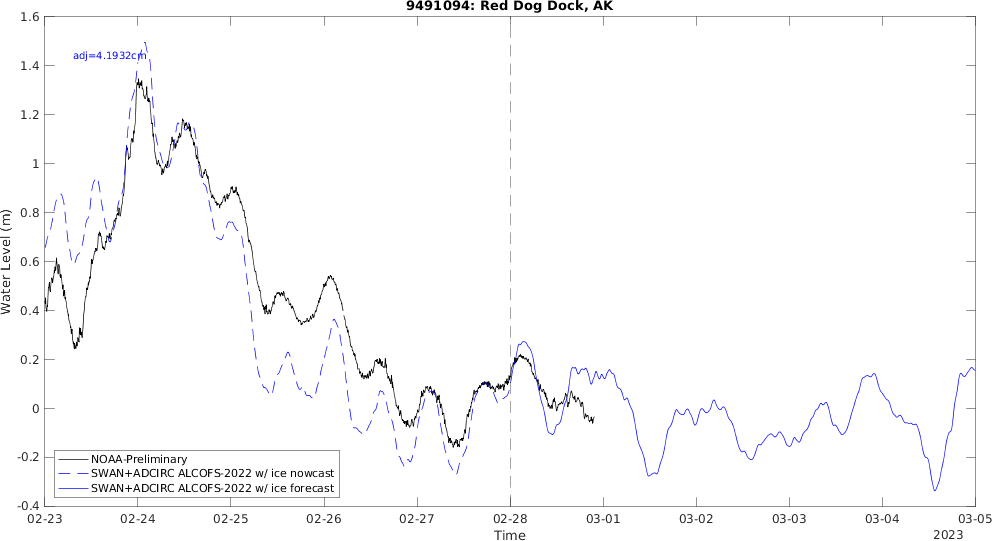 9491094: Red Dog Dock, AK
adj=4.1932cm
Water Level (m)
1.6
1.4
1.2
1
0.8
0.6
0.4
0.2
0
-0.2
-0.4
NOAA-Preliminary
SWAN+ADCIRC ALCOFS-2022 w/ ice nowcast
SWAN+ADCIRC ALCOFS-2022 w/ ice forecast
02-23 02-24 02-25 02-26 02-27 02-28 03-01 03-02 03-03 03-04 03-05
Time
2023